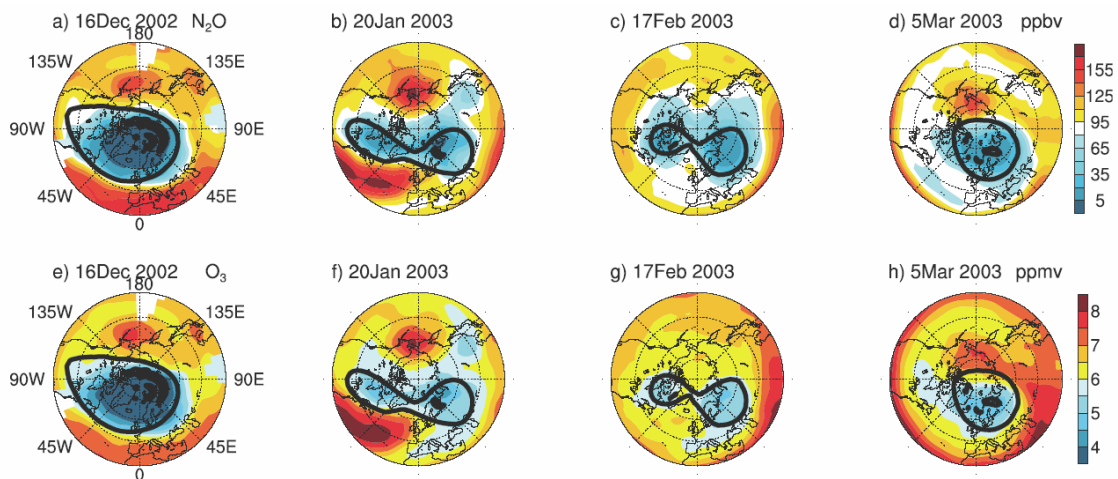 a) 16Dec 2002 N₂O b) 20Jan 2003 c) 17Feb 2003 d) 5Mar 2003 ppbv
180
135W 135E
155
125
90W 90E 95
65
35
45W 45E 5
0
e) 16Dec 2002 O₃ f) 20Jan 2003 g) 17Feb 2003 h) 5Mar 2003 ppmv
180
135W 135E
8
7
90W 90E 6
5
45W 45E 4
0